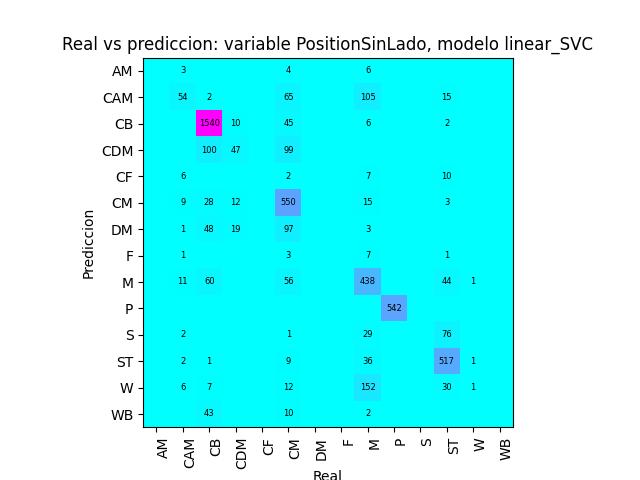 Real vs prediccion: variable PositionSinLado, modelo linear_SVC
AM 3 4 6
CAM 54 2 65 105 15
CB 1540 10 45 6 2
CDM 100 47 99
CF 6 2 7 10
CM 9 28 12 550 15 3
DM 1 48 19 97 3
F 1 3 7 1
M 11 60 56 438 44 1
P 542
S 2 1 29 76
ST 2 1 9 36 517 1
W 6 7 12 152 30 1
WB 43 10 2
Prediccion
AM CAM CB CDM CF CM DM F M P S ST W WB
Real